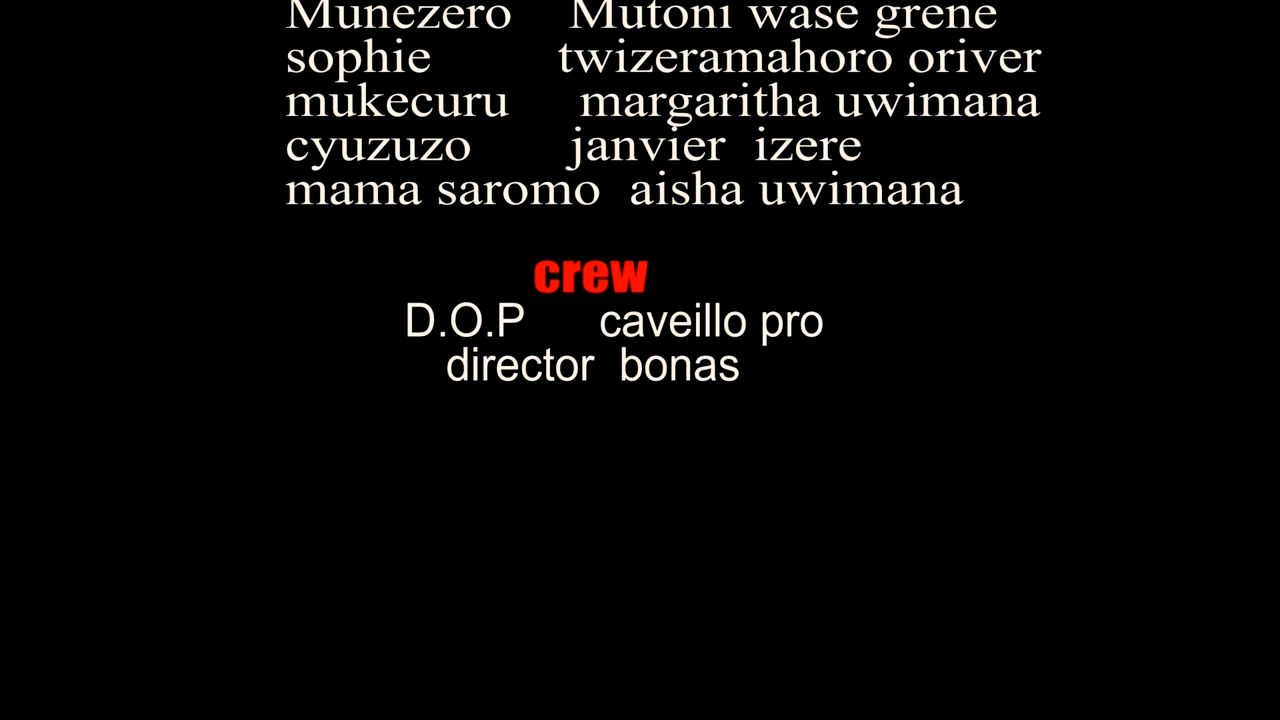 Munezero Mutoni wase grene
sophie twizeramahoro oriver
mukecuru margaritha uwimana
cyuzuzo janvier izere
mama saromo aisha uwimana
crew
D.O.P caveillo pro
director bonas